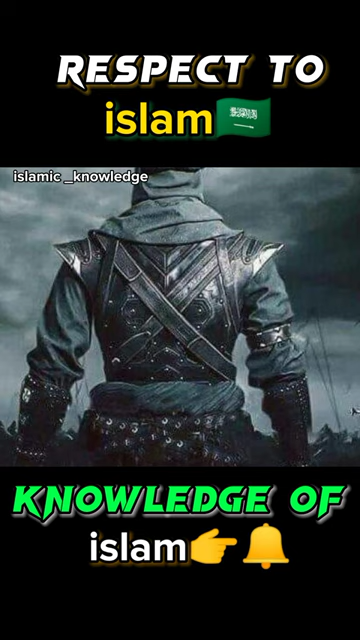 RESPECT TO
islam🇸🇦
islamic _knowledge
KNOWLEDGE OF
islam👉🔔